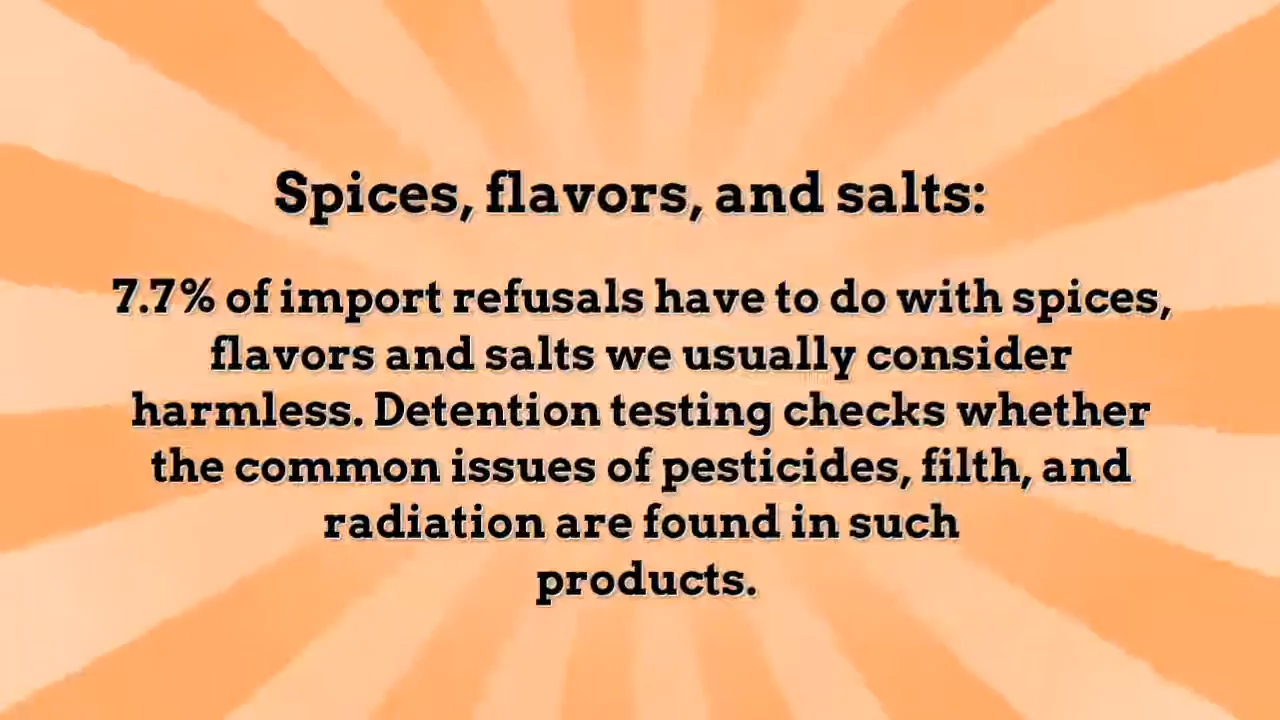 Spices, flavors, and salts:
7.7% of import refusals have to do with spices,
flavors and salts we usually consider
harmless. Detention testing checks whether
the common issues of pesticides, filth, and
radiation are found in such
products.